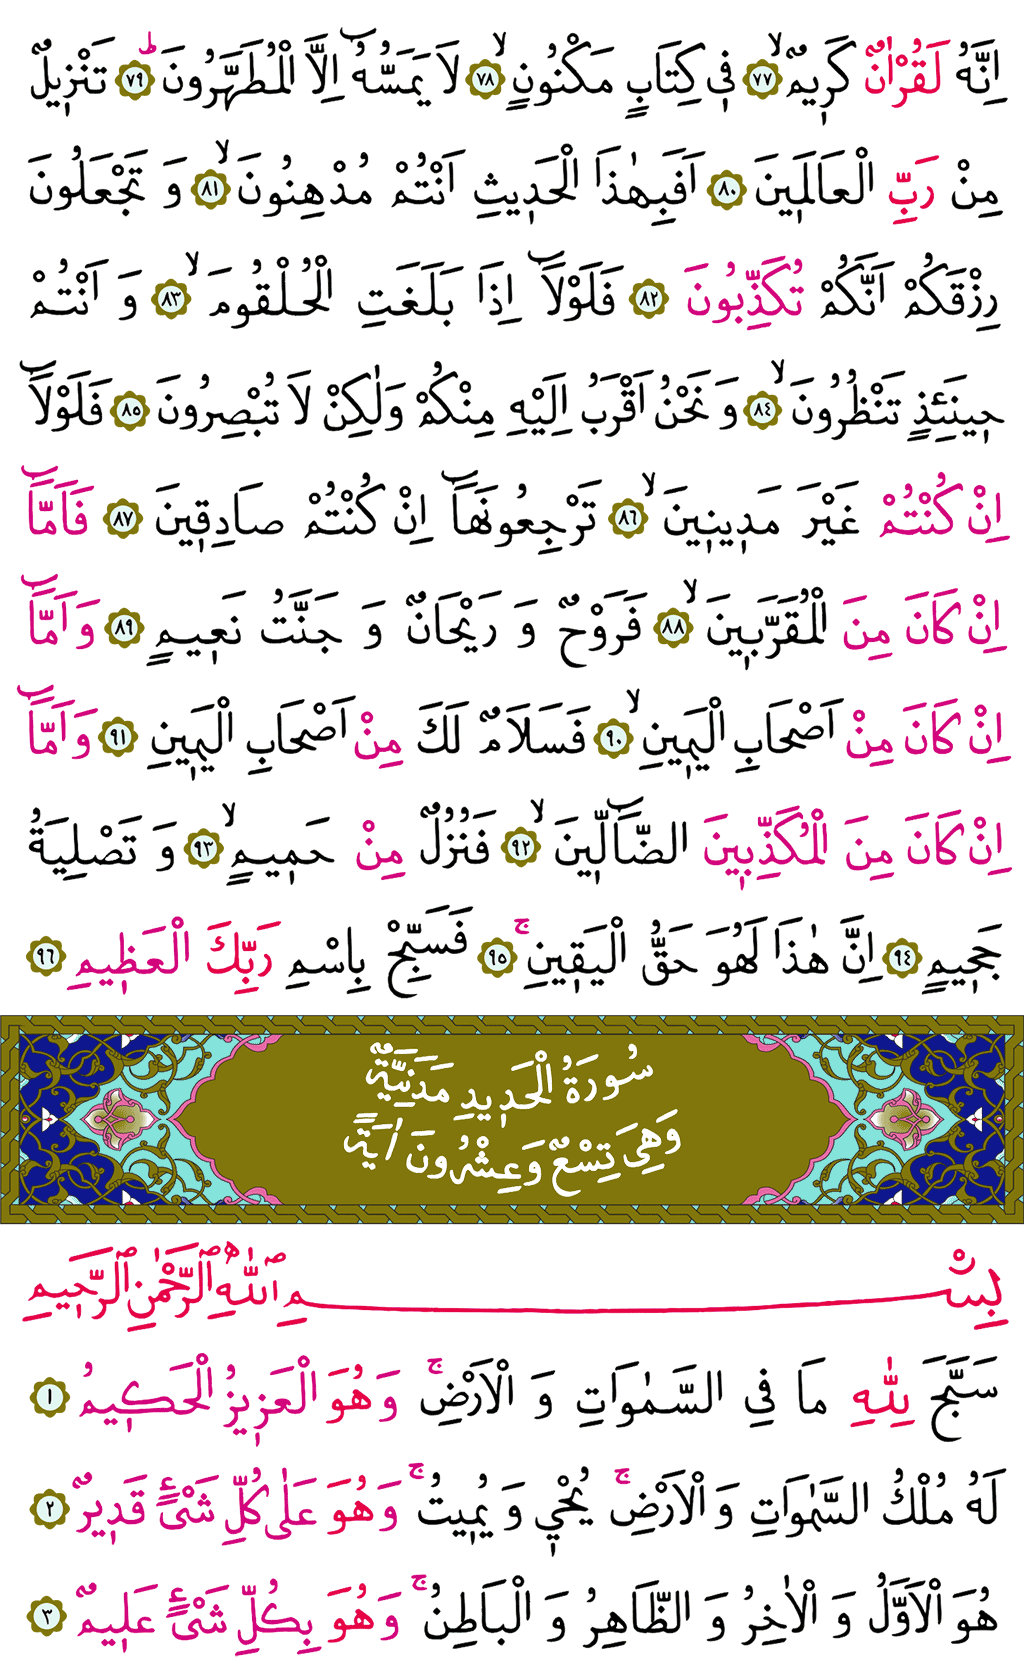 اِنَّهُ لَقُرْاٰنٌ كَر۪يمٌۙ ﴿٧٧﴾ ف۪ي كِتَابٍ مَكْنُونٍۙ ﴿٧٨﴾ لَا يَمَسُّهُٓ اِلَّا الْمُطَهَّرُونَۜ ﴿٧٩﴾ تَنْز۪يلٌ
مِنْ رَبِّ الْعَالَم۪ينَ ﴿٨٠﴾ اَفَبِهٰذَا الْحَد۪يثِ اَنْتُمْ مُدْهِنُونَۙ ﴿٨١﴾ وَ تَجْعَلُونَ
رِزْقَكُمْ اَنَّكُمْ تُكَذِّبُونَ ﴿٨٢﴾ فَلَوْلَٓا اِذَا بَلَغَتِ الْحُلْقُومَۙ ﴿٨٣﴾ وَ اَنْتُمْ
ح۪ينَئِذٍ تَنْظُرُونَۙ ﴿٨٤﴾ وَ نَحْنُ اَقْرَبُ اِلَيْهِ مِنْكُمْ وَلٰكِنْ لَا تُبْصِرُونَ ﴿٨٥﴾ فَلَوْلَٓا
اِنْ كُنْتُمْ غَيْرَ مَد۪ين۪ينَۙ ﴿٨٦﴾ تَرْجِعُونَهَٓا اِنْ كُنْتُمْ صَادِق۪ينَ ﴿٨٧﴾ فَاَمَّٓا
اِنْ كَانَ مِنَ الْمُقَرَّب۪ينَۙ ﴿٨٨﴾ فَرَوْحٌ وَ رَيْحَانٌ وَ جَنَّتُ نَع۪يمٍ ﴿٨٩﴾ وَ اَمَّٓا
اِنْ كَانَ مِنْ اَصْحَابِ الْيَم۪ينِۙ ﴿٩٠﴾ فَسَلَامٌ لَكَ مِنْ اَصْحَابِ الْيَم۪ينِ ﴿٩١﴾ وَ اَمَّٓا
اِنْ كَانَ مِنَ الْمُكَذِّب۪ينَ الضَّٓالّ۪ينَۙ ﴿٩٢﴾ فَنُزُلٌ مِنْ حَم۪يمٍۙ ﴿٩٣﴾ وَ تَصْلِيَةُ
جَح۪يمٍ ﴿٩٤﴾ اِنَّ هٰذَا لَهُوَ حَقُّ الْيَق۪ينِۚ ﴿٩٥﴾ فَسَبِّحْ بِاسْمِ رَبِّكَ الْعَظ۪يمِ ﴿٩٦﴾
سُورَةُ الْحَد۪يدِ مَدَنِيَّةٌ
وَهِيَ تِسْعٌ وَعِشْرُونَ اٰيَةً
بِسْمِ اللّٰهِ الرَّحْمٰنِ الرَّح۪يمِ
سَبَّحَ لِلّٰهِ مَا فِي السَّمٰوَاتِ وَ الْاَرْضِۚ وَ هُوَ الْعَز۪يزُ الْحَك۪يمُ ﴿١﴾
لَهُ مُلْكُ السَّمٰوَاتِ وَ الْاَرْضِۚ يُحْي۪ وَ يُم۪يتُۚ وَ هُوَ عَلٰى كُلِّ شَيْءٍ قَد۪يرٌ ﴿٢﴾
هُوَ الْاَوَّلُ وَ الْاٰخِرُ وَ الظَّاهِرُ وَ الْبَاطِنُۚ وَ هُوَ بِكُلِّ شَيْءٍ عَل۪يمٌ ﴿٣﴾